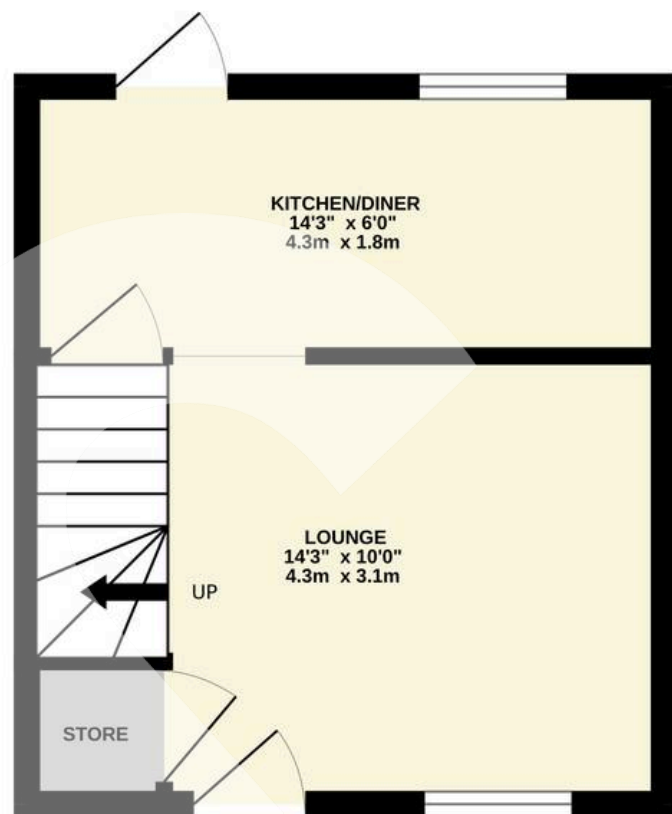 KITCHEN/DINER
14'3" x 6'0"
4.3m x 1.8m
LOUNGE
14'3" x 10'0"
4.3m x 3.1m
UP
STORE